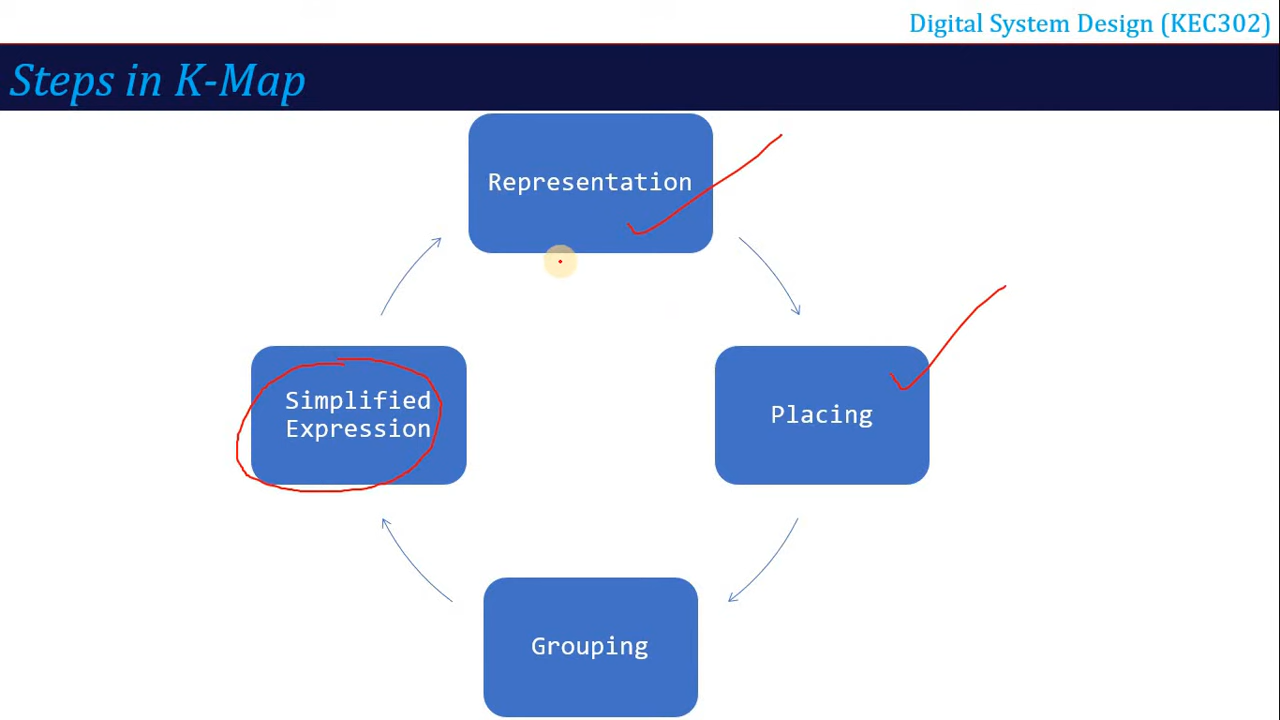 Digital System Design (KEC302)
Steps in K-Map
Representation
Placing
Simplified
Expression
Grouping